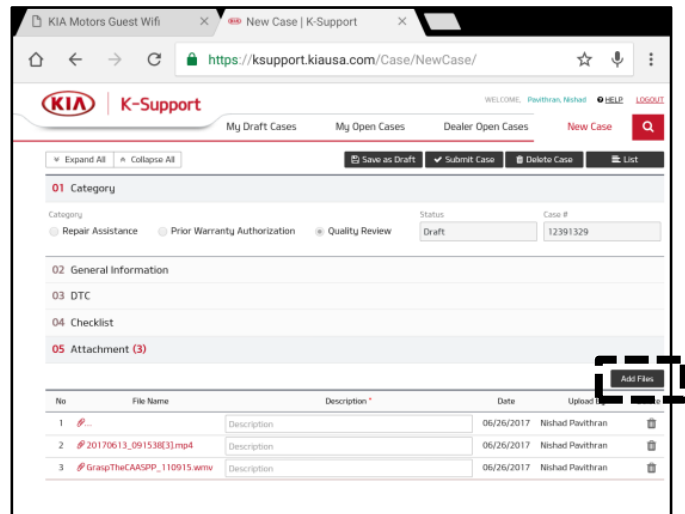 KIA Motors Guest Wifi
New Case | K-Support
https://ksupport.kiausa.com/Case/NewCase/
KIA K-Support
WELCOME, Pavithran, Nishad HELP LOGOUT
My Draft Cases My Open Cases Dealer Open Cases New Case
Expand All Collapse All Save as Draft Submit Case Delete Case List
01 Category
Category Status Case #
Repair Assistance Prior Warranty Authorization Quality Review Draft 12391329
02 General Information
03 DTC
04 Checklist
05 Attachment (3)
Add Files
No File Name Description * Date Upload
1 ... Description 06/26/2017 Nishad Pavithran
2 20170613_091538[3].mp4 Description 06/26/2017 Nishad Pavithran
3 GraspTheCAASPP_110915.wmv Description 06/26/2017 Nishad Pavithran